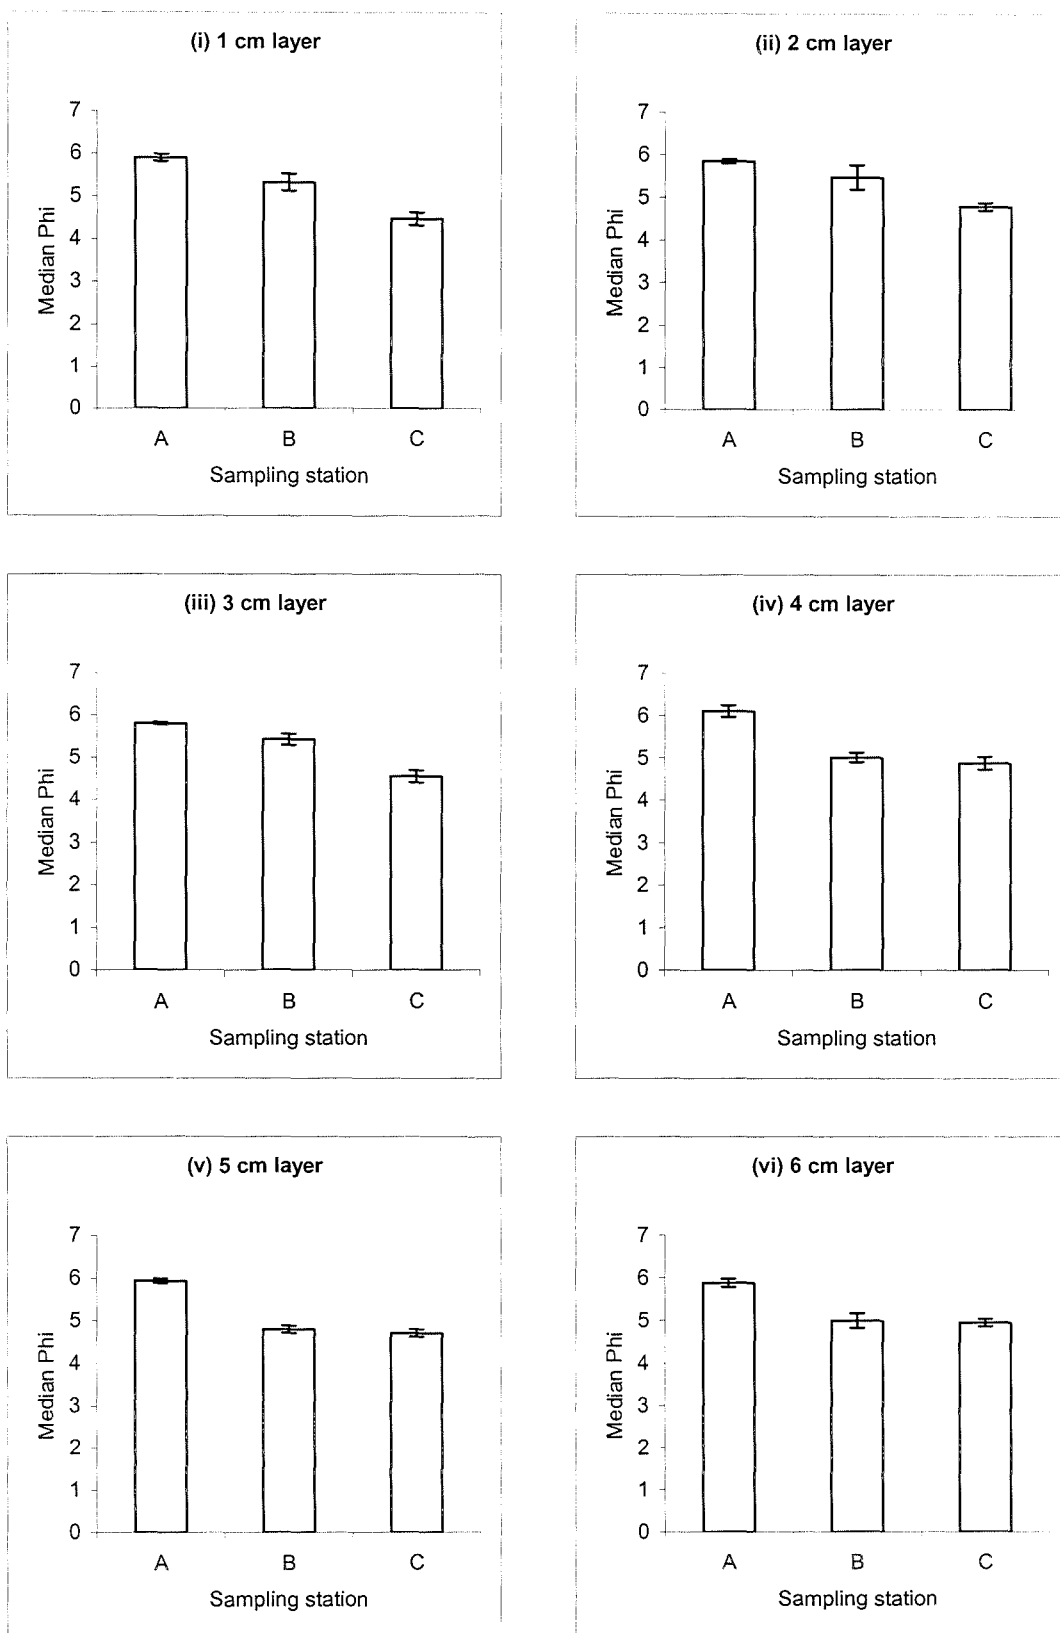 (i) 1 cm layer
7
6
5
4
3
2
1
0
Median Phi
A B C
Sampling station
(ii) 2 cm layer
7
6
5
4
3
2
1
0
Median Phi
A B C
Sampling station
(iii) 3 cm layer
7
6
5
4
3
2
1
0
Median Phi
A B C
Sampling station
(iv) 4 cm layer
7
6
5
4
3
2
1
0
Median Phi
A B C
Sampling station
(v) 5 cm layer
7
6
5
4
3
2
1
0
Median Phi
A B C
Sampling station
(vi) 6 cm layer
7
6
5
4
3
2
1
0
Median Phi
A B C
Sampling station